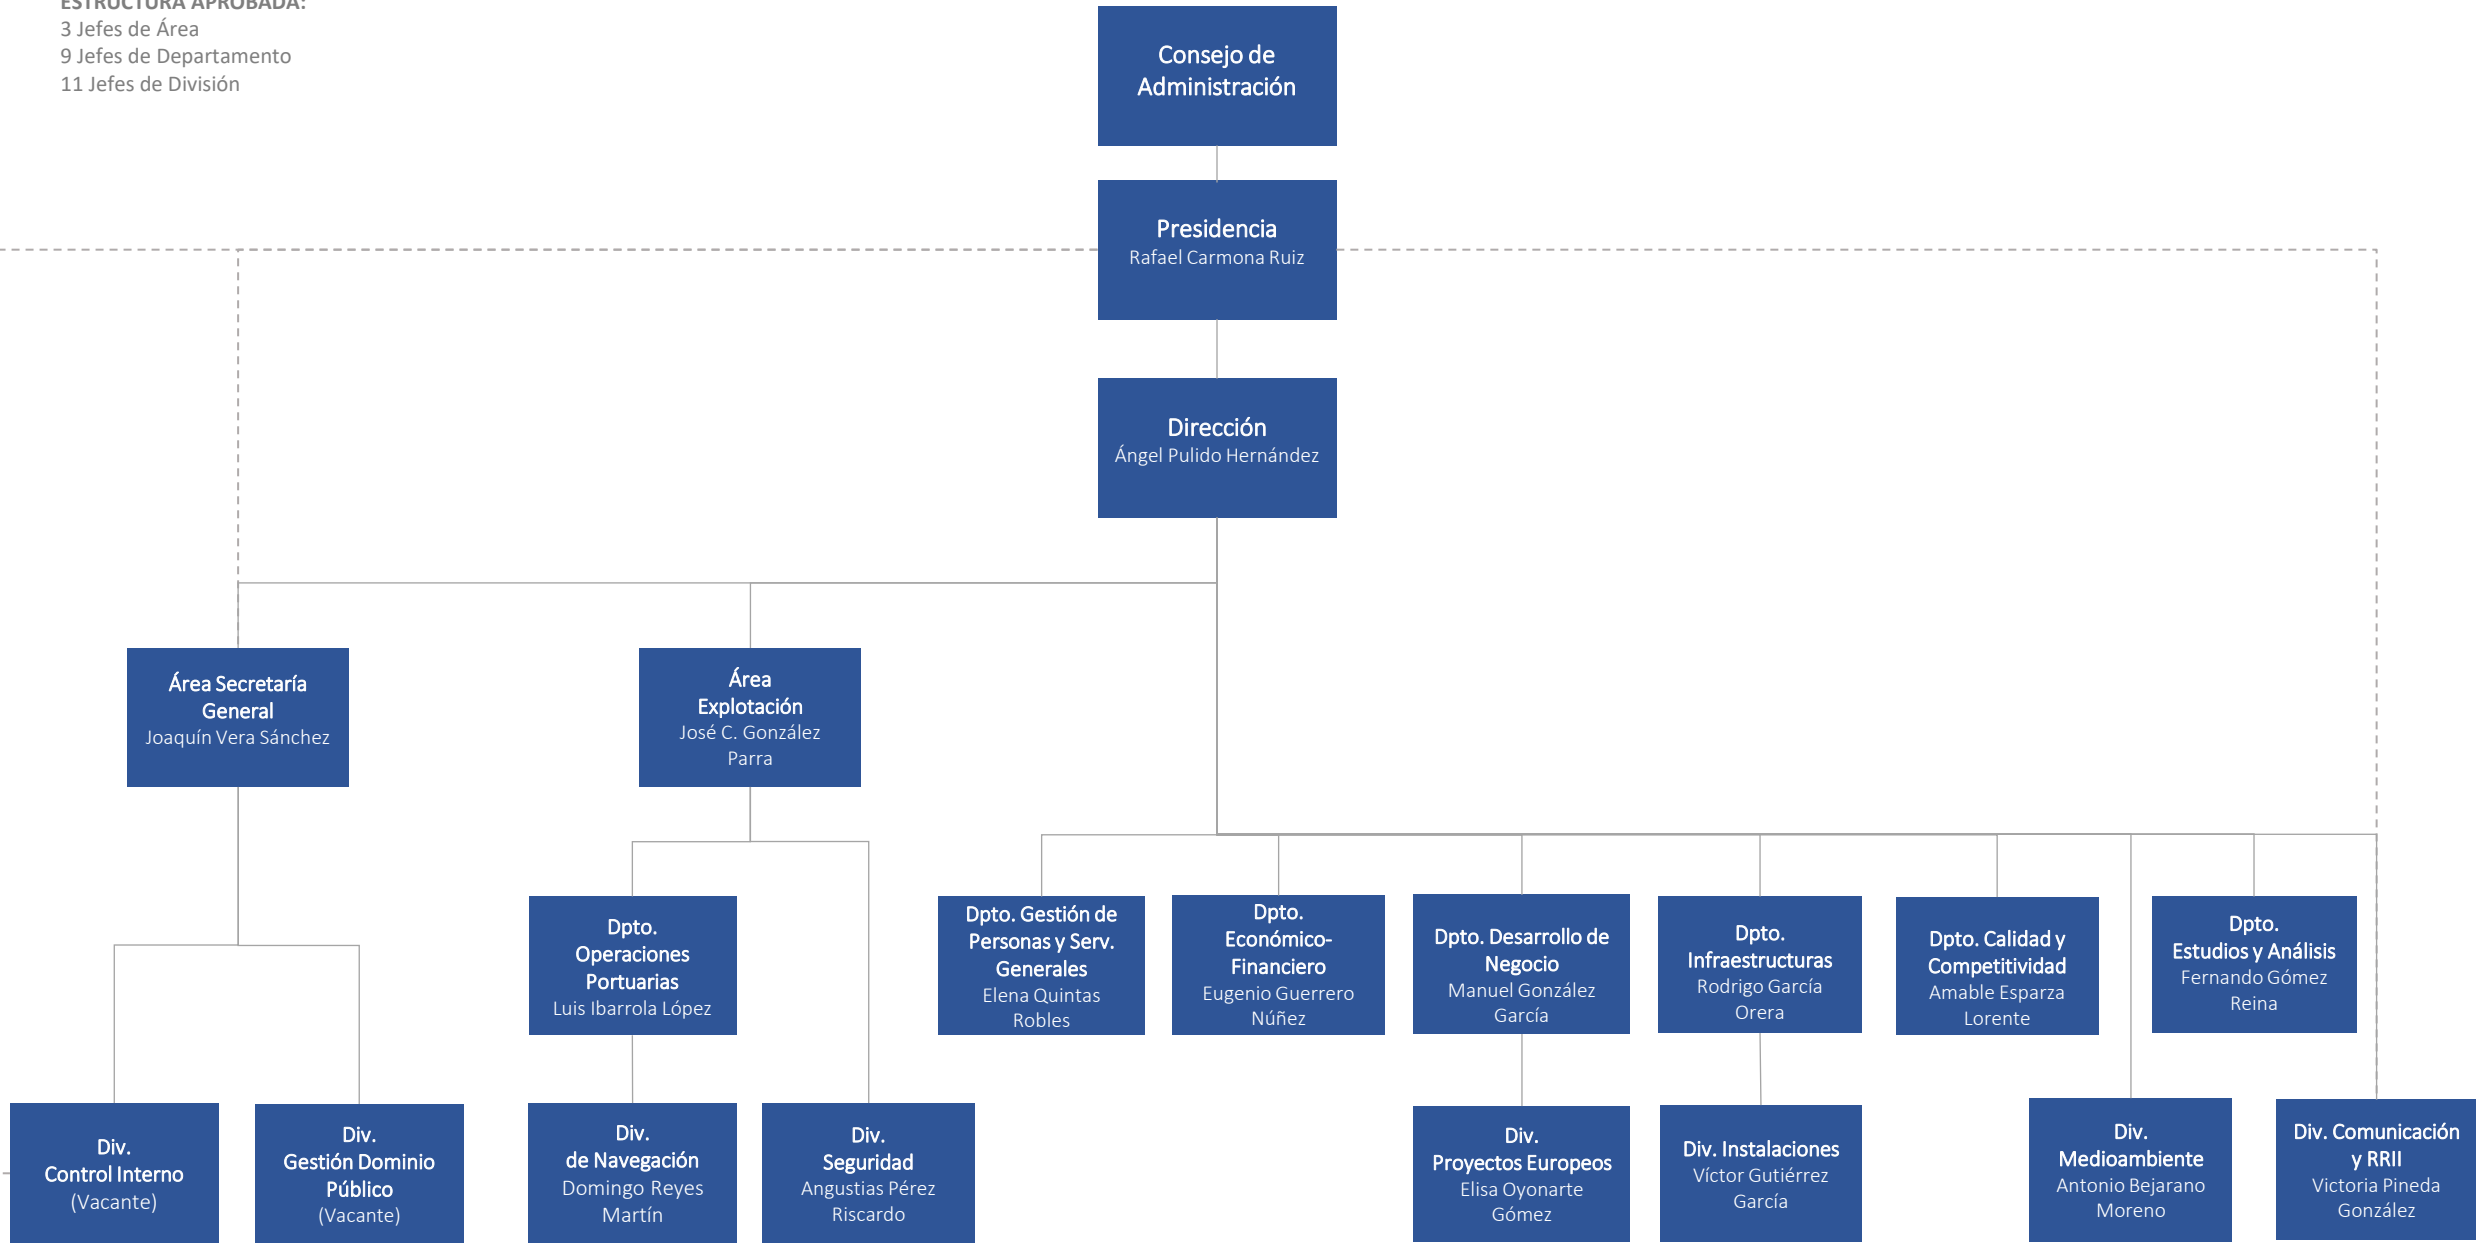 ESTRUCTURA APROBADA:
3 Jefes de Área
9 Jefes de Departamento
11 Jefes de División
Consejo de
Administración
Presidencia
Rafael Carmona Ruiz
Dirección
Ángel Pulido Hernández
Área Secretaría
General
Joaquín Vera Sánchez
Área
Explotación
José C. González
Parra
Dpto.
Operaciones
Portuarias
Luis Ibarrola López
Dpto. Gestión de
Personas y Serv.
Generales
Elena Quintas
Robles
Dpto.
Económico-
Financiero
Eugenio Guerrero
Núñez
Dpto. Desarrollo de
Negocio
Manuel González
García
Dpto.
Infraestructuras
Rodrigo García
Orera
Dpto. Calidad y
Competitividad
Amable Esparza
Lorente
Dpto.
Estudios y Análisis
Fernando Gómez
Reina
Div.
Control Interno
(Vacante)
Div.
Gestión Dominio
Público
(Vacante)
Div.
de Navegación
Domingo Reyes
Martín
Div.
Seguridad
Angustias Pérez
Riscardo
Div.
Proyectos Europeos
Elisa Oyonarte
Gómez
Div. Instalaciones
Víctor Gutiérrez
García
Div.
Medioambiente
Antonio Bejarano
Moreno
Div. Comunicación
y RRII
Victoria Pineda
González